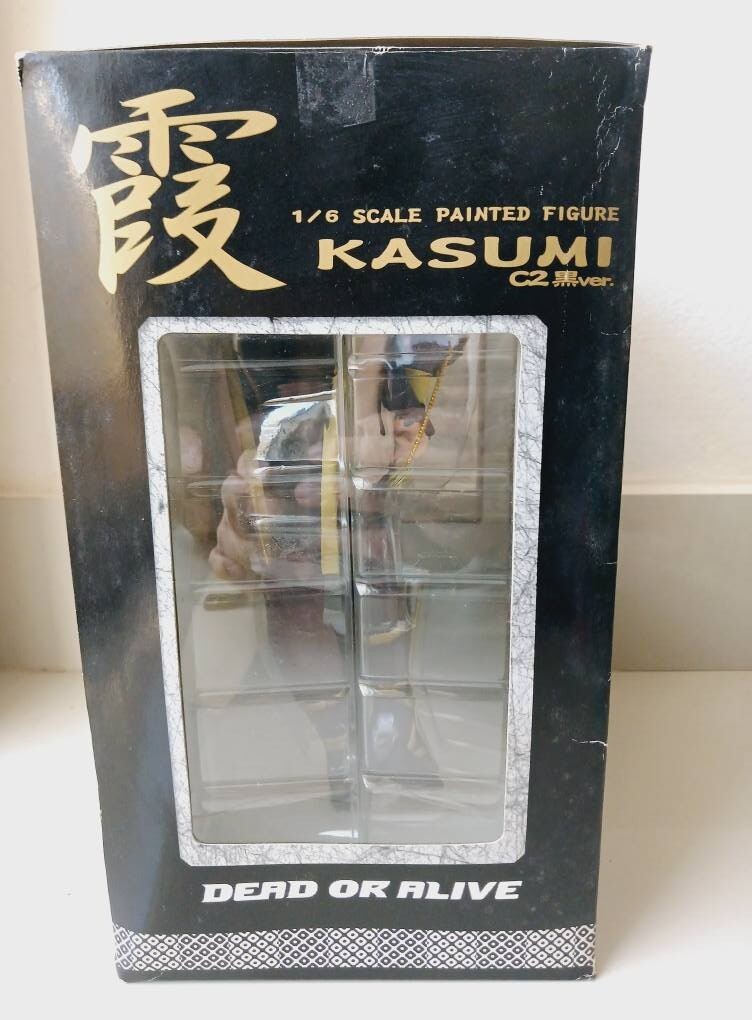 霞
1/6 SCALE PAINTED FIGURE
KASUMI
C2 黒ver.
DEAD OR ALIVE